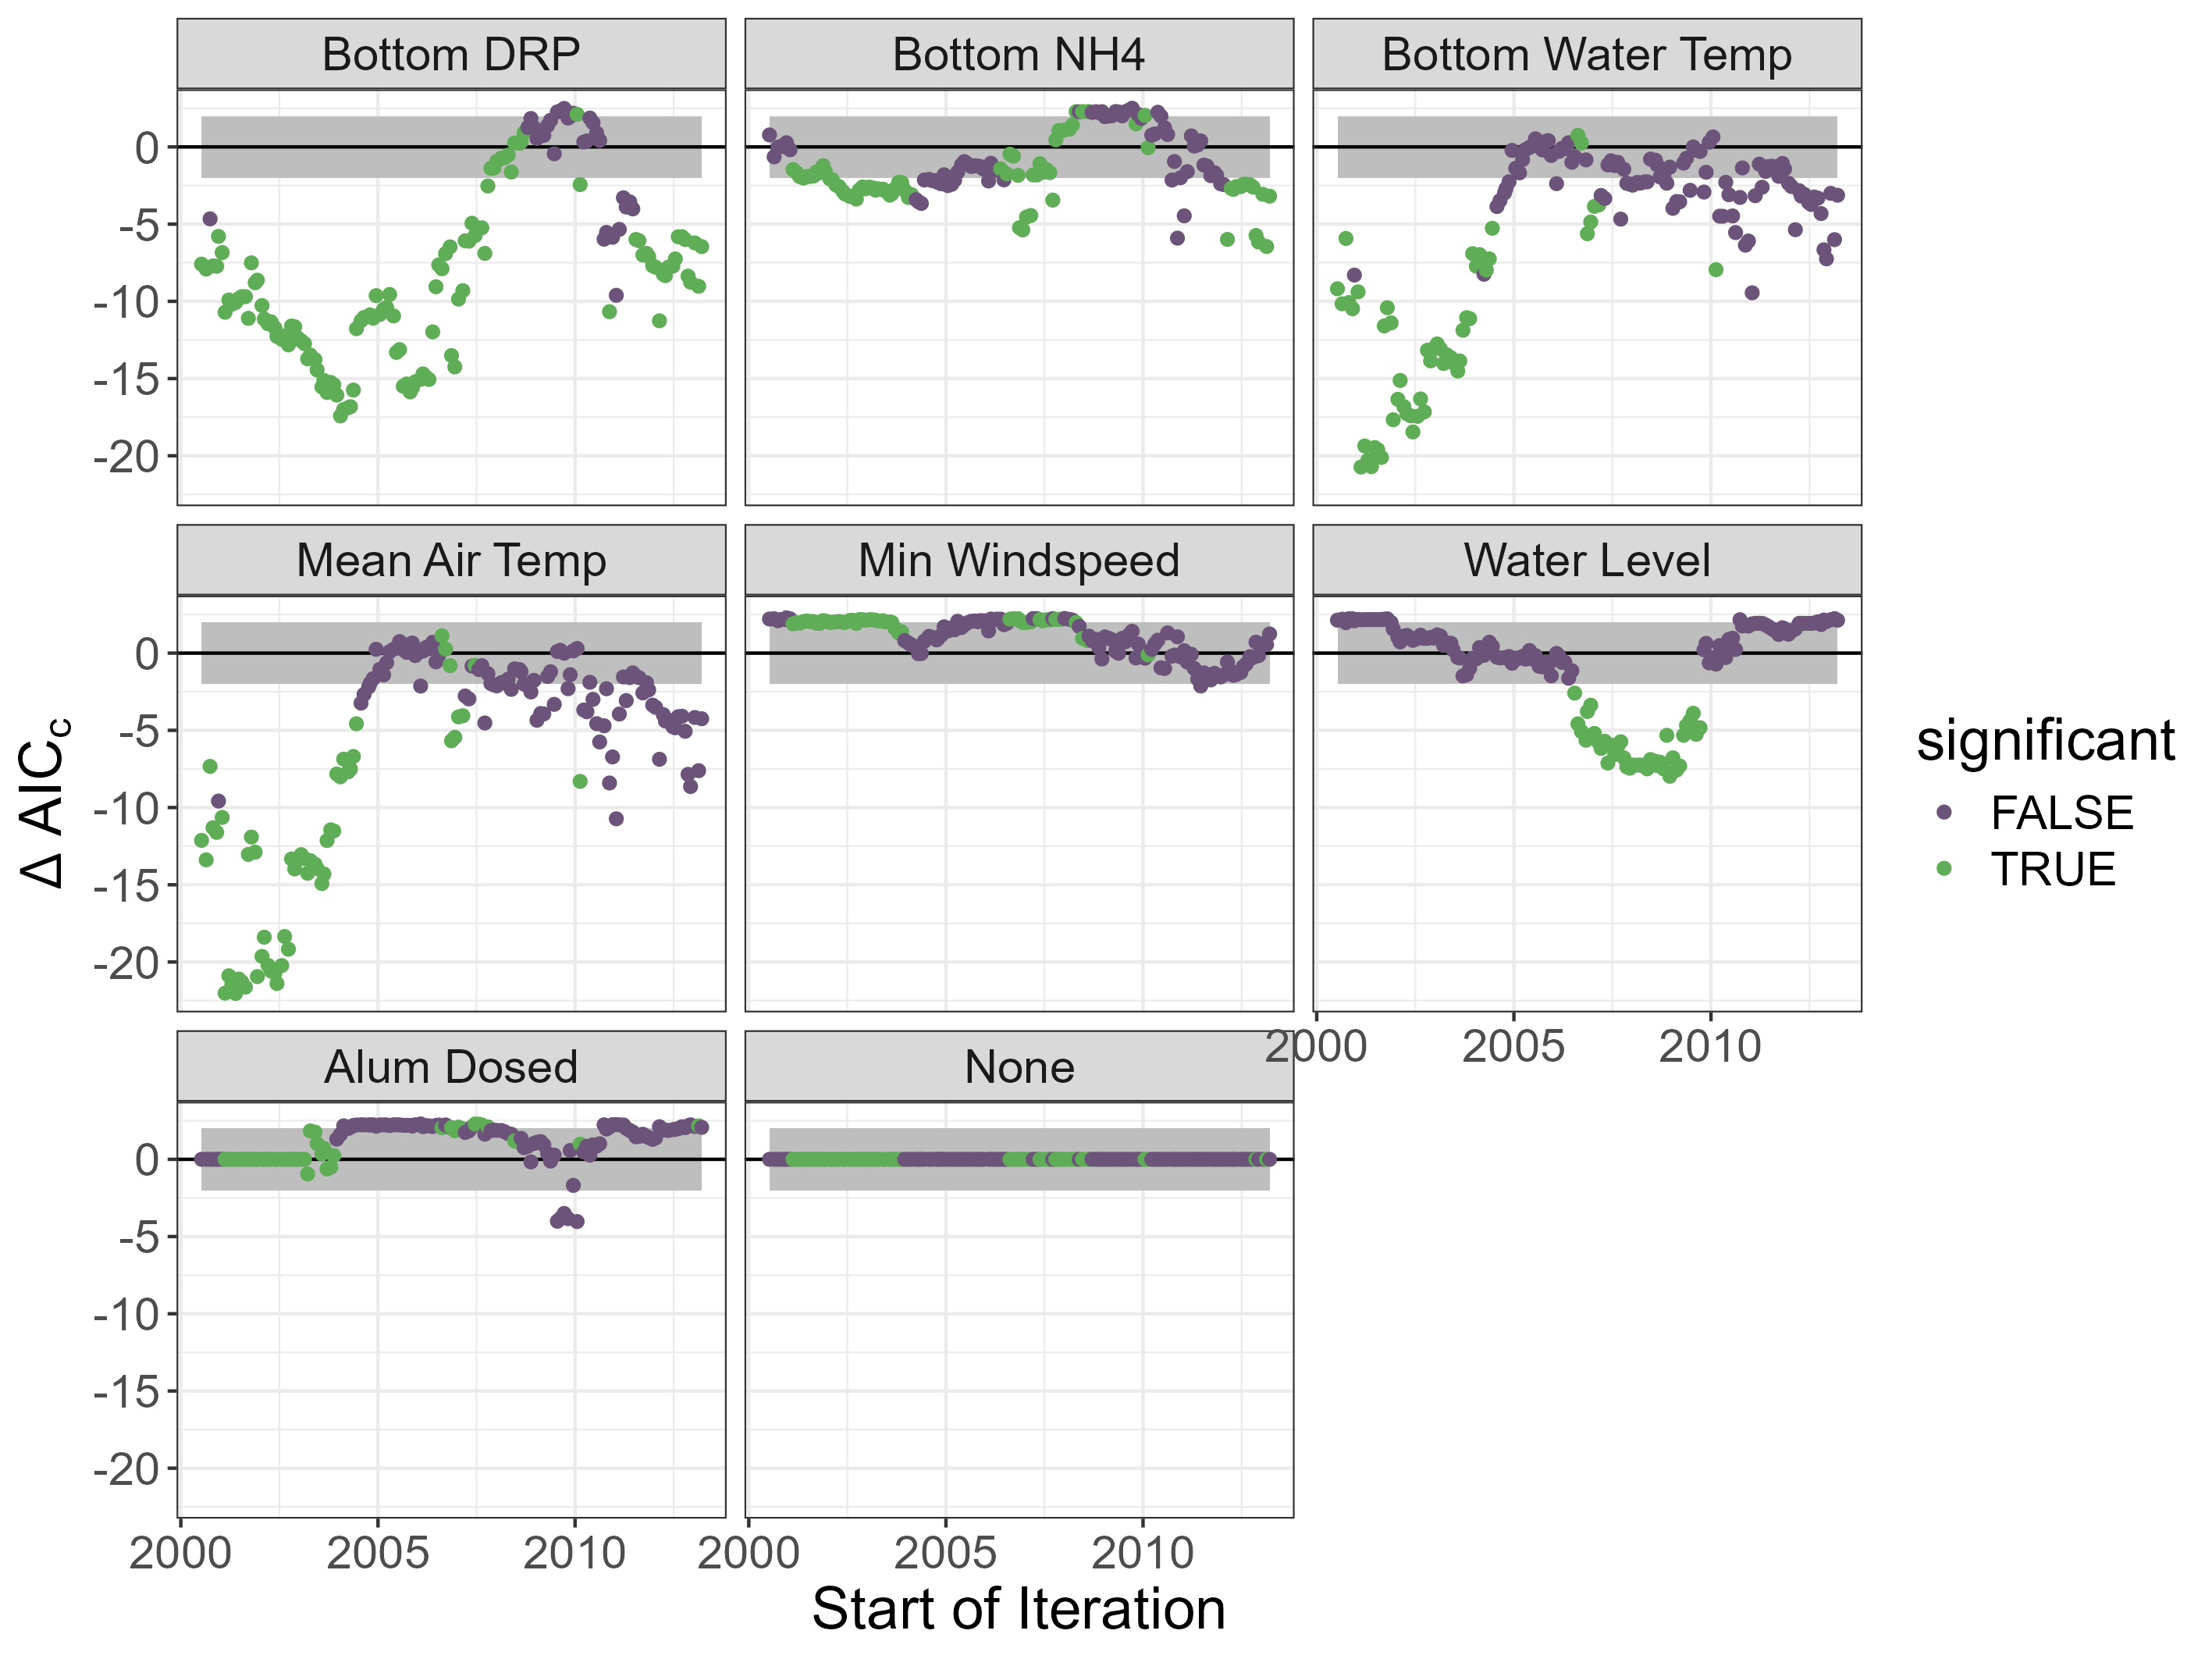 Bottom DRP
Bottom NH4
Bottom Water Temp
0
-5
-10
-15
-20
Mean Air Temp
Min Windspeed
Water Level
0
-5
-10
-15
-20
2000 2005 2010
Alum Dosed
None
0
-5
-10
-15
-20
2000 2005 2010
2000 2005 2010
Start of Iteration
Δ AICc
significant
FALSE
TRUE